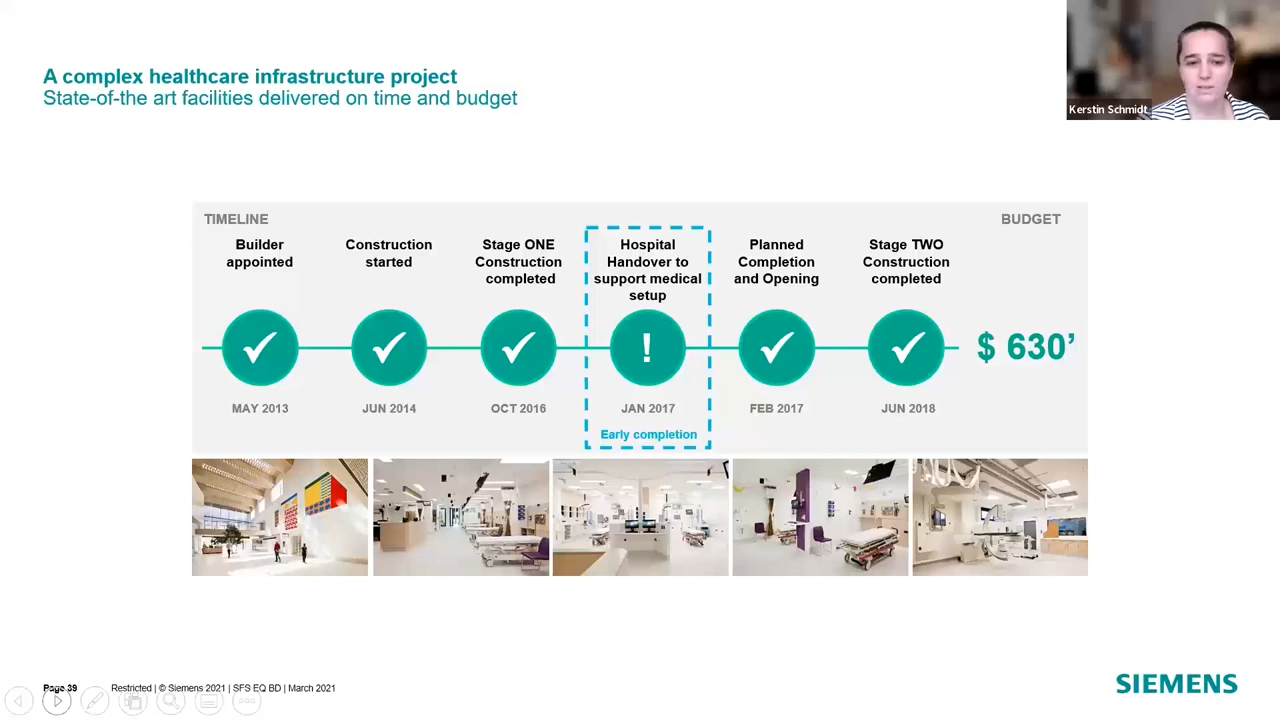 A complex healthcare infrastructure project
State-of-the art facilities delivered on time and budget
Kerstin Schmidt
TIMELINE
BUDGET
Builder
appointed
Construction
started
Stage ONE
Construction
completed
Hospital
Handover to
support medical
setup
Planned
Completion
and Opening
Stage TWO
Construction
completed
!
$ 630’
MAY 2013
JUN 2014
OCT 2016
JAN 2017
FEB 2017
JUN 2018
Early completion
Page 39
Restricted | © Siemens 2021 | SFS EQ BD | March 2021
SIEMENS